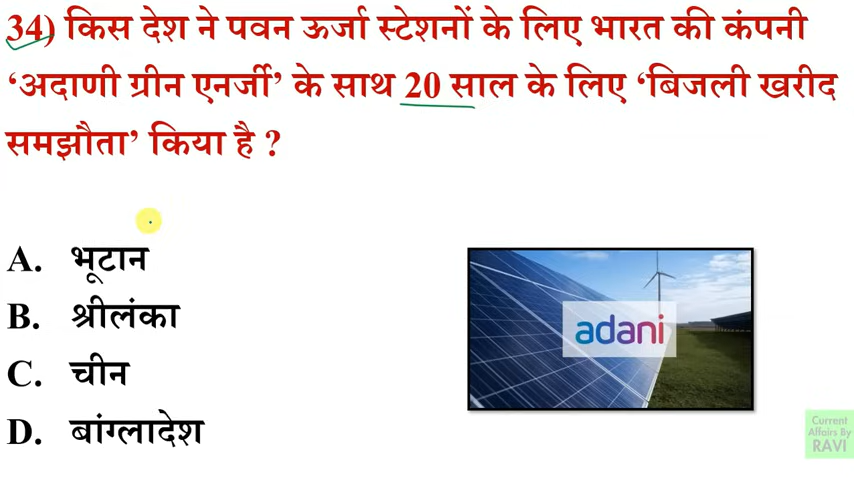 34) किस देश ने पवन ऊर्जा स्टेशनों के लिए भारत की कंपनी
‘अदाणी ग्रीन एनर्जी’ के साथ 20 साल के लिए ‘बिजली खरीद
समझौता’ किया है ?
A. भूटान
B. श्रीलंका
C. चीन
D. बांग्लादेश
adani
Current
Affairs By
RAVI